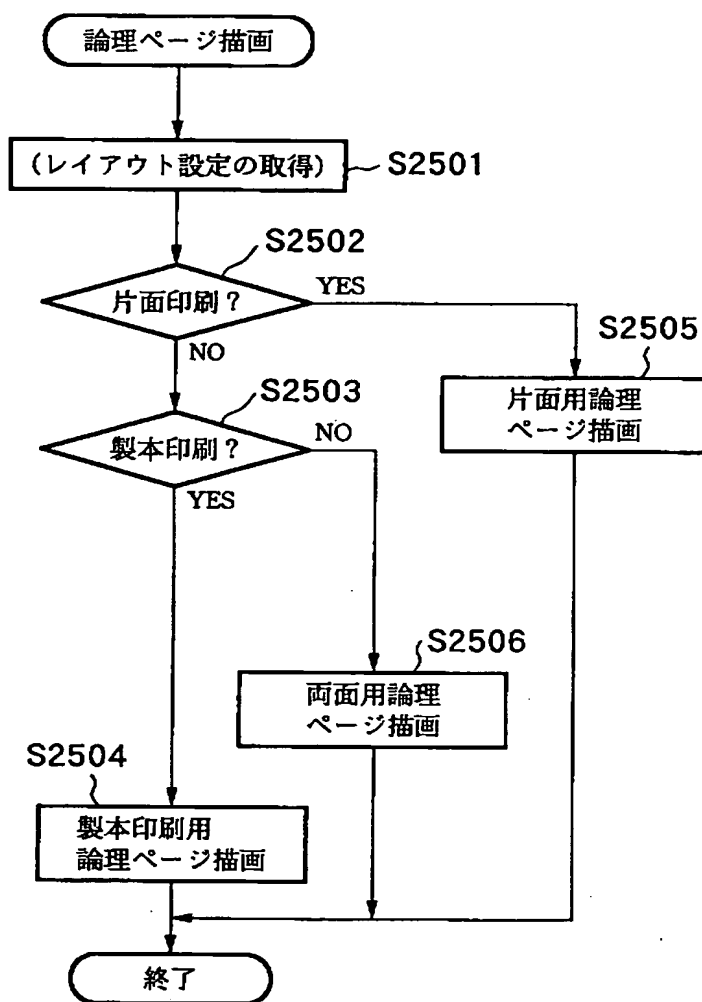 論理ページ描画
(レイアウト設定の取得)
S2501
S2502
片面印刷?
YES
NO
S2505
片面用論理
ページ描画
S2503
製本印刷?
NO
YES
S2506
両面用論理
ページ描画
S2504
製本印刷用
論理ページ描画
終了